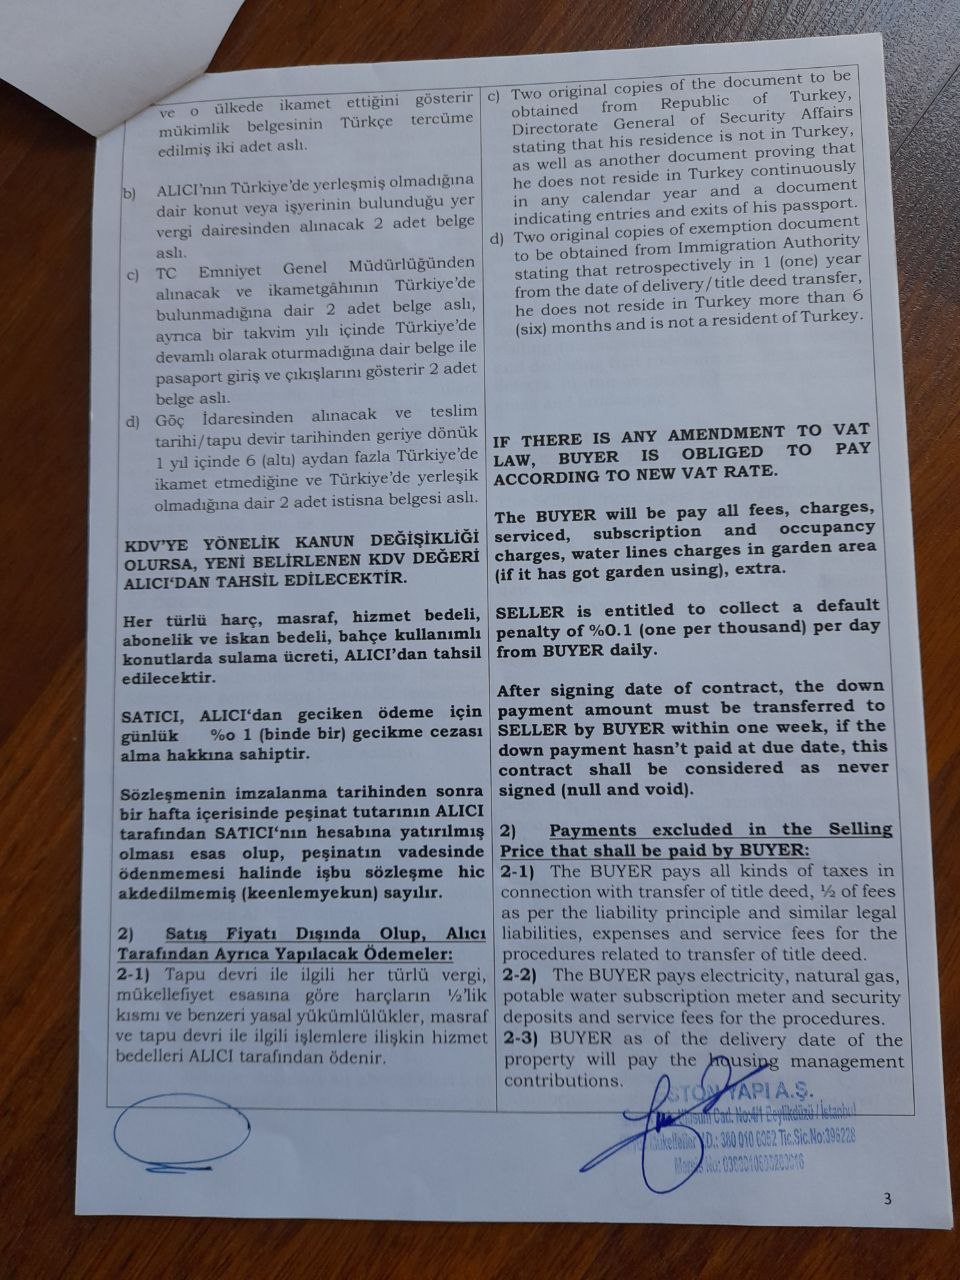 ve o ülkede ikamet ettiğini gösterir
mükimlik belgesinin Türkçe tercüme
edilmiş iki adet aslı.
b) ALICI'nın Türkiye'de yerleşmiş olmadığına
dair konut veya işyerinin bulunduğu yer
vergi dairesinden alınacak 2 adet belge
aslı.
c) TC Emniyet Genel Müdürlüğünden
alınacak ve ikametgâhının Türkiye'de
bulunmadığına dair 2 adet belge aslı,
ayrıca bir takvim yılı içinde Türkiye'de
devamlı olarak oturmadığına dair belge ile
pasaport giriş ve çıkışlarını gösterir 2 adet
belge aslı.
d) Göç İdaresinden alınacak ve teslim
tarihi/tapu devir tarihinden geriye dönük
1 yıl içinde 6 (altı) aydan fazla Türkiye'de
ikamet etmediğine ve Türkiye'de yerleşik
olmadığına dair 2 adet istisna belgesi aslı.
KDV'YE YÖNELİK KANUN DEĞİŞİKLİĞİ
OLURSA, YENİ BELİRLENEN KDV DEĞERİ
ALICI'DAN TAHSİL EDİLECEKTİR.
Her türlü harç, masraf, hizmet bedeli,
abonelik ve iskan bedeli, bahçe kullanımlı
konutlarda sulama ücreti, ALICI'dan tahsil
edilecektir.
SATICI, ALICI'dan geciken ödeme için
günlük %o 1 (binde bir) gecikme cezası
alma hakkına sahiptir.
Sözleşmenin imzalanma tarihinden sonra
bir hafta içerisinde peşinat tutarının ALICI
tarafından SATICI'nın hesabına yatırılmış
olması esas olup, peşinatın vadesinde
ödenmemesi halinde işbu sözleşme hic
akdedilmemiş (keenlemyekun) sayılır.
2) Satış Fiyatı Dışında Olup, Alıcı
Tarafından Ayrıca Yapılacak Ödemeler:
2-1) Tapu devri ile ilgili her türlü vergi,
mükellefiyet esasına göre harçların ½'lik
kısmı ve benzeri yasal yükümlülükler, masraf
ve tapu devri ile ilgili işlemlere ilişkin hizmet
bedelleri ALICI tarafından ödenir.
c) Two original copies of the document to be
obtained from Republic of Turkey,
Directorate General of Security Affairs
stating that his residence is not in Turkey,
as well as another document proving that
he does not reside in Turkey continuously
in any calendar year and a document
indicating entries and exits of his passport.
d) Two original copies of exemption document
to be obtained from Immigration Authority
stating that retrospectively in 1 (one) year
from the date of delivery/title deed transfer,
he does not reside in Turkey more than 6
(six) months and is not a resident of Turkey.
IF THERE IS ANY AMENDMENT TO VAT
LAW, BUYER IS OBLIGED TO PAY
ACCORDING TO NEW VAT RATE.
The BUYER will be pay all fees, charges,
serviced, subscription and occupancy
charges, water lines charges in garden area
(if it has got garden using), extra.
SELLER is entitled to collect a default
penalty of %0.1 (one per thousand) per day
from BUYER daily.
After signing date of contract, the down
payment amount must be transferred to
SELLER by BUYER within one week, if the
down payment hasn't paid at due date, this
contract shall be considered as never
signed (null and void).
2) Payments excluded in the Selling
Price that shall be paid by BUYER:
2-1) The BUYER pays all kinds of taxes in
connection with transfer of title deed, ½ of fees
as per the liability principle and similar legal
liabilities, expenses and service fees for the
procedures related to transfer of title deed.
2-2) The BUYER pays electricity, natural gas,
potable water subscription meter and security
deposits and service fees for the procedures.
2-3) BUYER as of the delivery date of the
property will pay the housing management
contributions.
YAPI A.Ş.
Cad. No:4/1 Beylikdüzü / İstanbul
Tic.Sic.No:396228
3